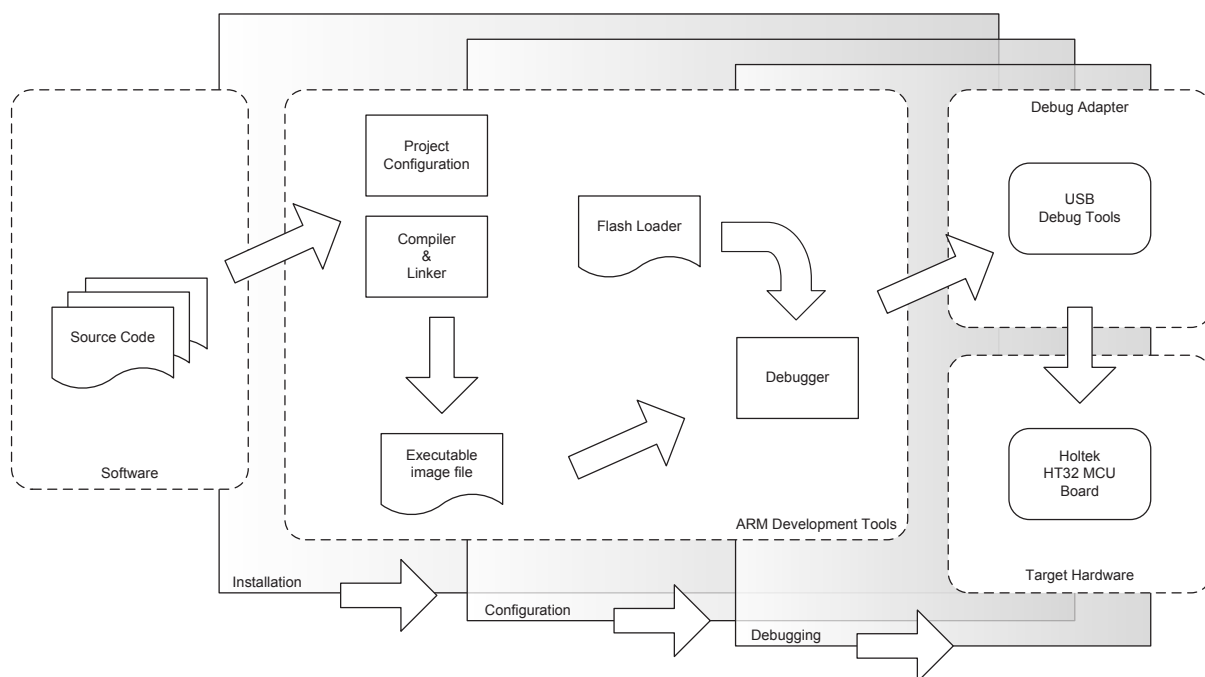 Debug Adapter
Project
Configuration
USB
Debug Tools
Flash Loader
Compiler
&
Linker
Source Code
Debugger
Executable
image file
Holtek
HT32 MCU
Board
Software
ARM Development Tools
Target Hardware
Installation
Configuration
Debugging